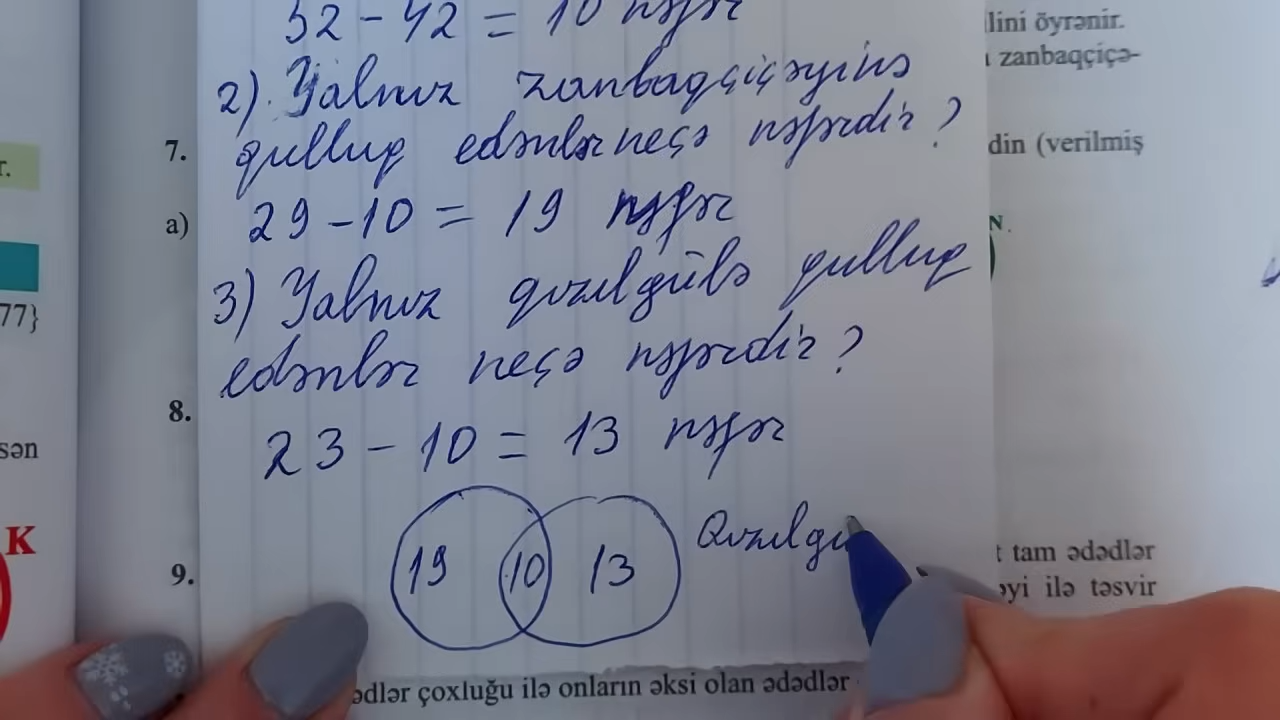 52 - 42 = 10 nəfər
2) Yalnız zanbaqçiçəyinə
qulluq edənlər neçə nəfərdir?
29 - 10 = 19 nəfər
3) Yalnız qızılgülə qulluq
edənlər neçə nəfərdir?
23 - 10 = 13 nəfər
19 10 13 Qızılgü
7.
a)
8.
9.
r.
77}
sən
K
lini öyrənir.
zanbaqçiçə-
din (verilmiş
N.
t tam ədədlər
əyi ilə təsvir
ədlər çoxluğu ilə onların əksi olan ədədlər